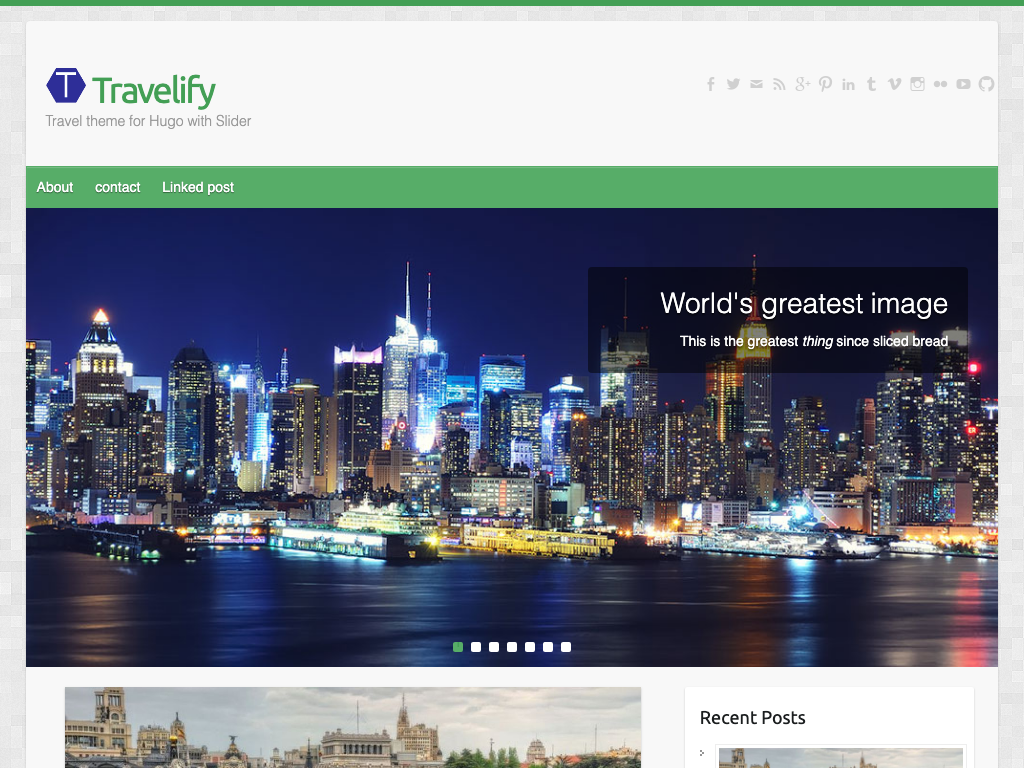 T Travelify
Travel theme for Hugo with Slider
About contact Linked post
World's greatest image
This is the greatest thing since sliced bread
Recent Posts